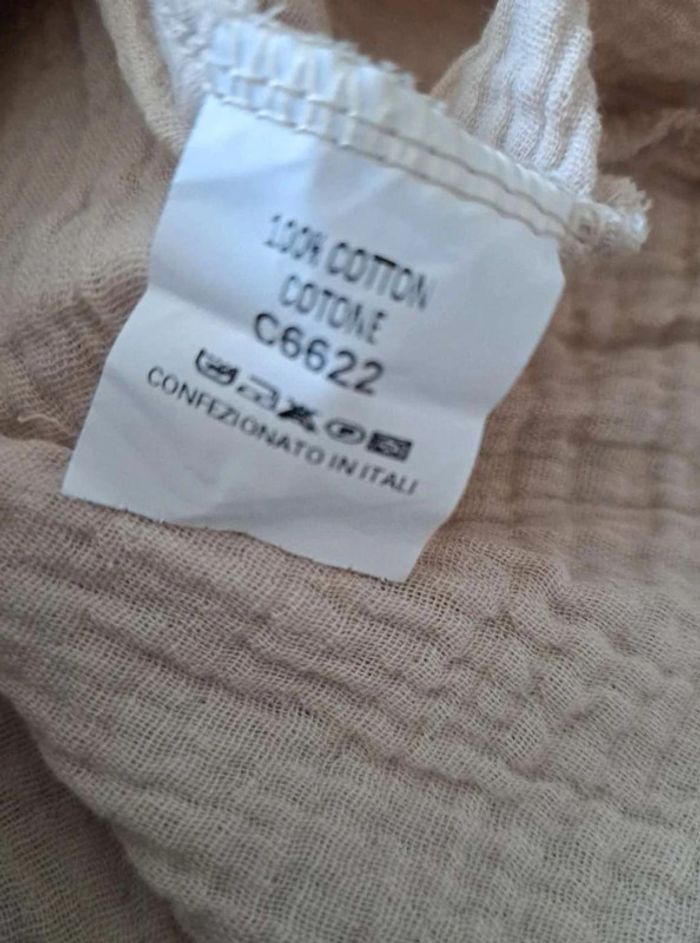 100% COTTON
COTONE
C6622
CONFEZIONATO IN ITALI